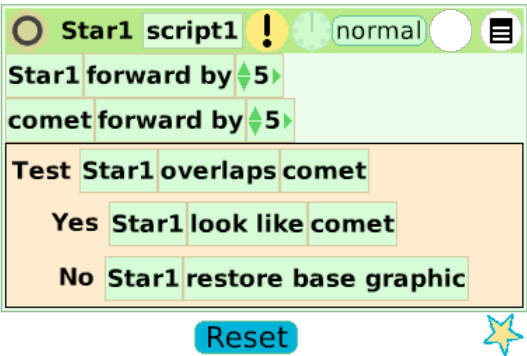 Star1 script1 ! normal
Star1 forward by 5
comet forward by 5
Test Star1 overlaps comet
Yes Star1 look like comet
No Star1 restore base graphic
Reset